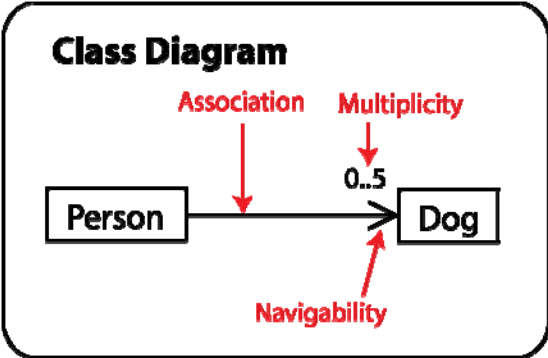 Class Diagram
Association
Multiplicity
0..5
Person
Dog
Navigability